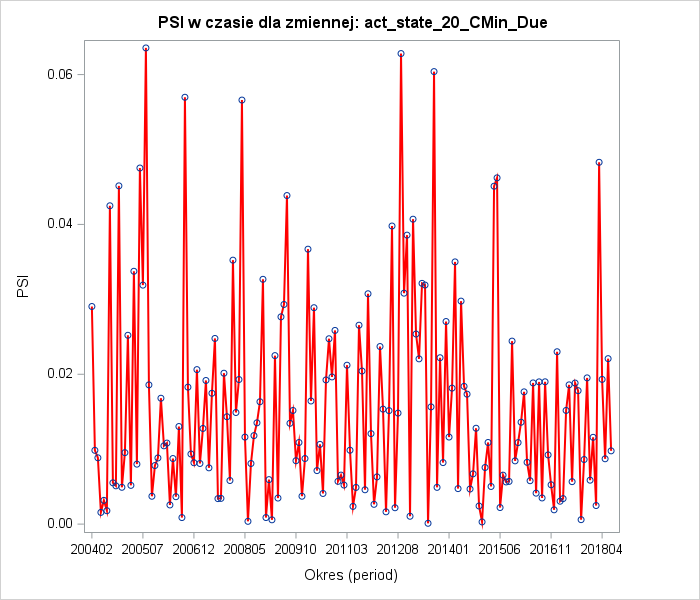 PSI w czasie dla zmiennej: act_state_20_CMin_Due
0.06
0.04
0.02
0.00
PSI
200402 200507 200612 200805 200910 201103 201208 201401 201506 201611 201804
Okres (period)